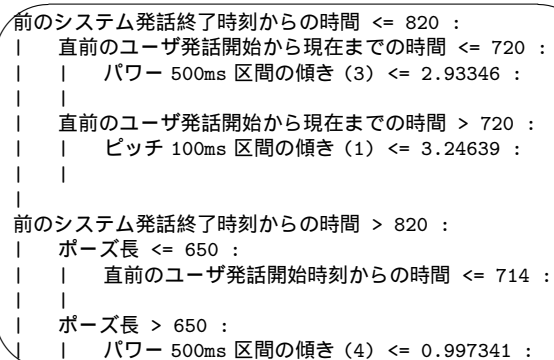 前のシステム発話終了時刻からの時間 <= 820 :
|   直前のユーザ発話開始から現在までの時間 <= 720 :
|   |   パワー 500ms 区間の傾き (3) <= 2.93346 :
|   |
|   直前のユーザ発話開始から現在までの時間 > 720 :
|   |   ピッチ 100ms 区間の傾き (1) <= 3.24639 :
|   |
|
前のシステム発話終了時刻からの時間 > 820 :
|   ポーズ長 <= 650 :
|   |   直前のユーザ発話開始時刻からの時間 <= 714 :
|   |
|   ポーズ長 > 650 :
|   |   パワー 500ms 区間の傾き (4) <= 0.997341 :